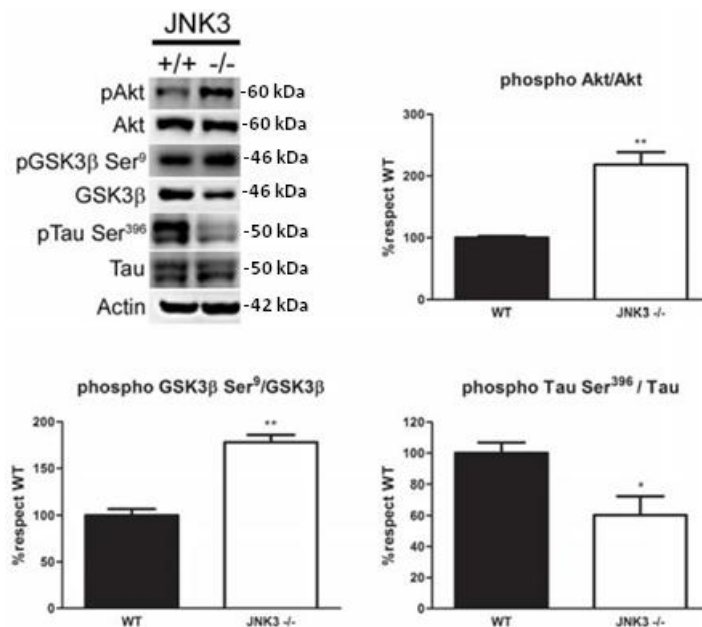 JNK3
+/+ -/-
pAkt -60 kDa
Akt -60 kDa
pGSK3β Ser⁹ -46 kDa
GSK3β -46 kDa
pTau Ser³⁹⁶ -50 kDa
Tau -50 kDa
Actin -42 kDa
phospho Akt/Akt
%respect WT
300
200
100
0
**
WT JNK3 -/-
phospho GSK3β Ser⁹/GSK3β
%respect WT
200
150
100
50
0
**
WT JNK3 -/-
phospho Tau Ser³⁹⁶ / Tau
%respect WT
120
100
80
60
40
20
0
*
WT JNK3 -/-